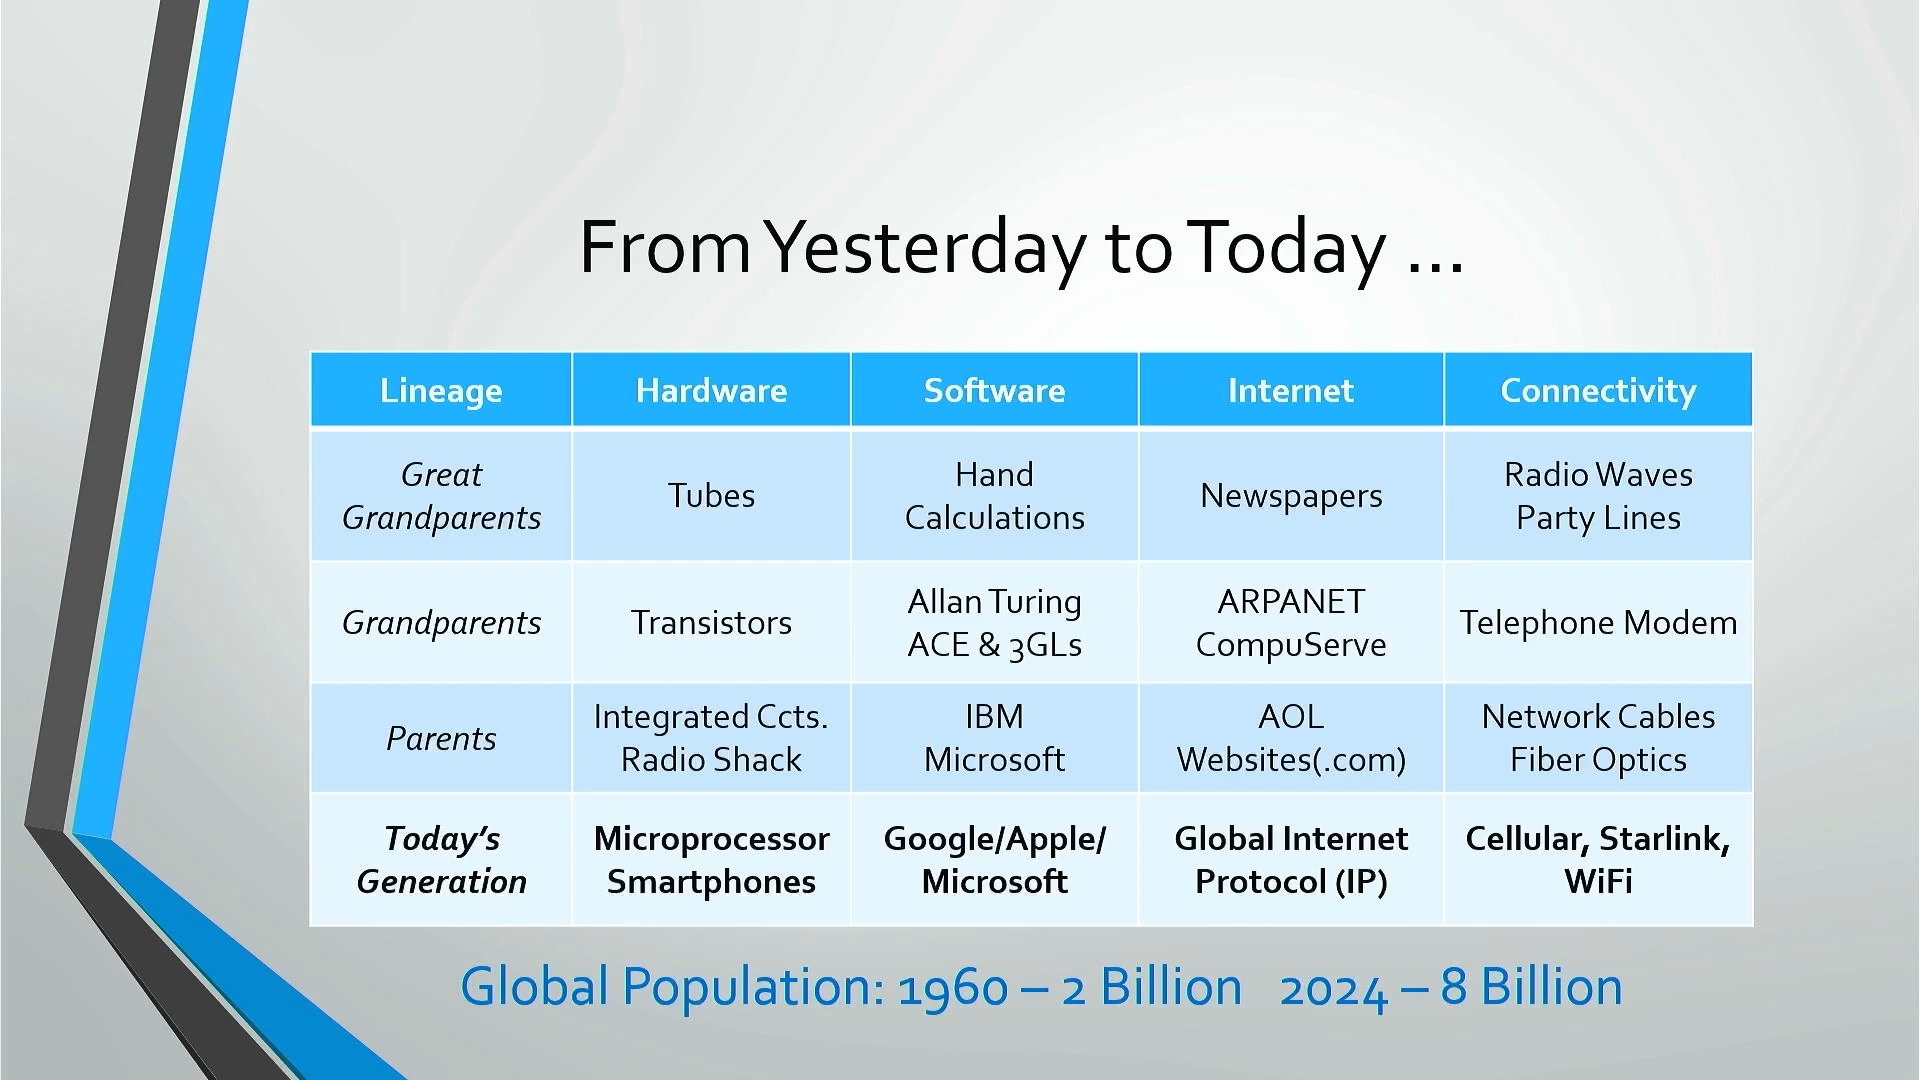 From Yesterday to Today ...
Lineage Hardware Software Internet Connectivity
Great
Grandparents
Tubes
Hand
Calculations
Newspapers
Radio Waves
Party Lines
Grandparents
Transistors
Allan Turing
ACE & 3GLs
ARPANET
CompuServe
Telephone Modem
Parents
Integrated Ccts.
Radio Shack
IBM
Microsoft
AOL
Websites(.com)
Network Cables
Fiber Optics
Today’s
Generation
Microprocessor
Smartphones
Google/Apple/
Microsoft
Global Internet
Protocol (IP)
Cellular, Starlink,
WiFi
Global Population: 1960 – 2 Billion 2024 – 8 Billion